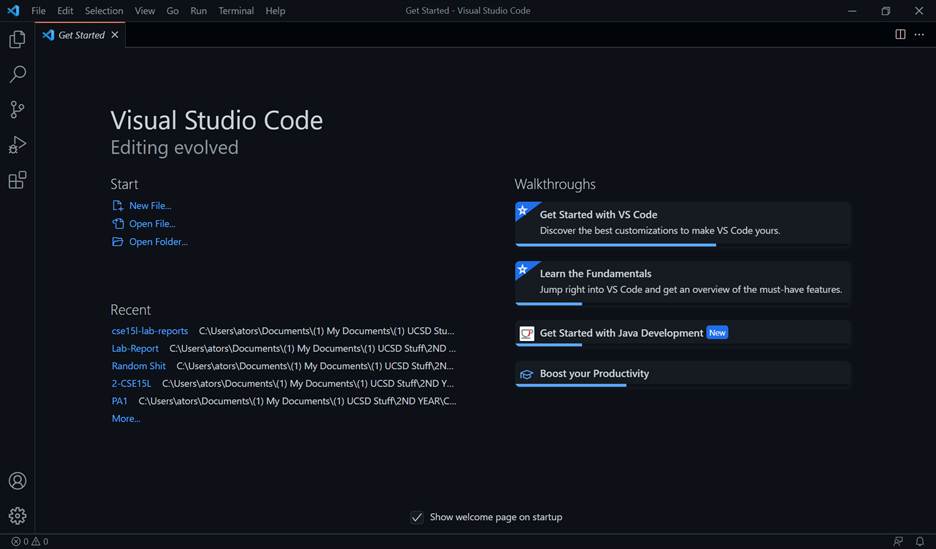 File Edit Selection View Go Run Terminal Help
Get Started - Visual Studio Code
Get Started
Visual Studio Code
Editing evolved
Start
New File...
Open File...
Open Folder...
Recent
cse15l-lab-reports C:\Users\ators\Documents\(1) My Documents\(1) UCSD Stu...
Lab-Report C:\Users\ators\Documents\(1) My Documents\(1) UCSD Stuff\2ND ...
Random Shit C:\Users\ators\Documents\(1) My Documents\(1) UCSD Stuff\2N...
2-CSE15L C:\Users\ators\Documents\(1) My Documents\(1) UCSD Stuff\2ND Y...
PA1 C:\Users\ators\Documents\(1) My Documents\(1) UCSD Stuff\2ND YEAR\C...
More...
Walkthroughs
Get Started with VS Code
Discover the best customizations to make VS Code yours.
Learn the Fundamentals
Jump right into VS Code and get an overview of the must-have features.
Get Started with Java Development New
Boost your Productivity
Show welcome page on startup
0 0